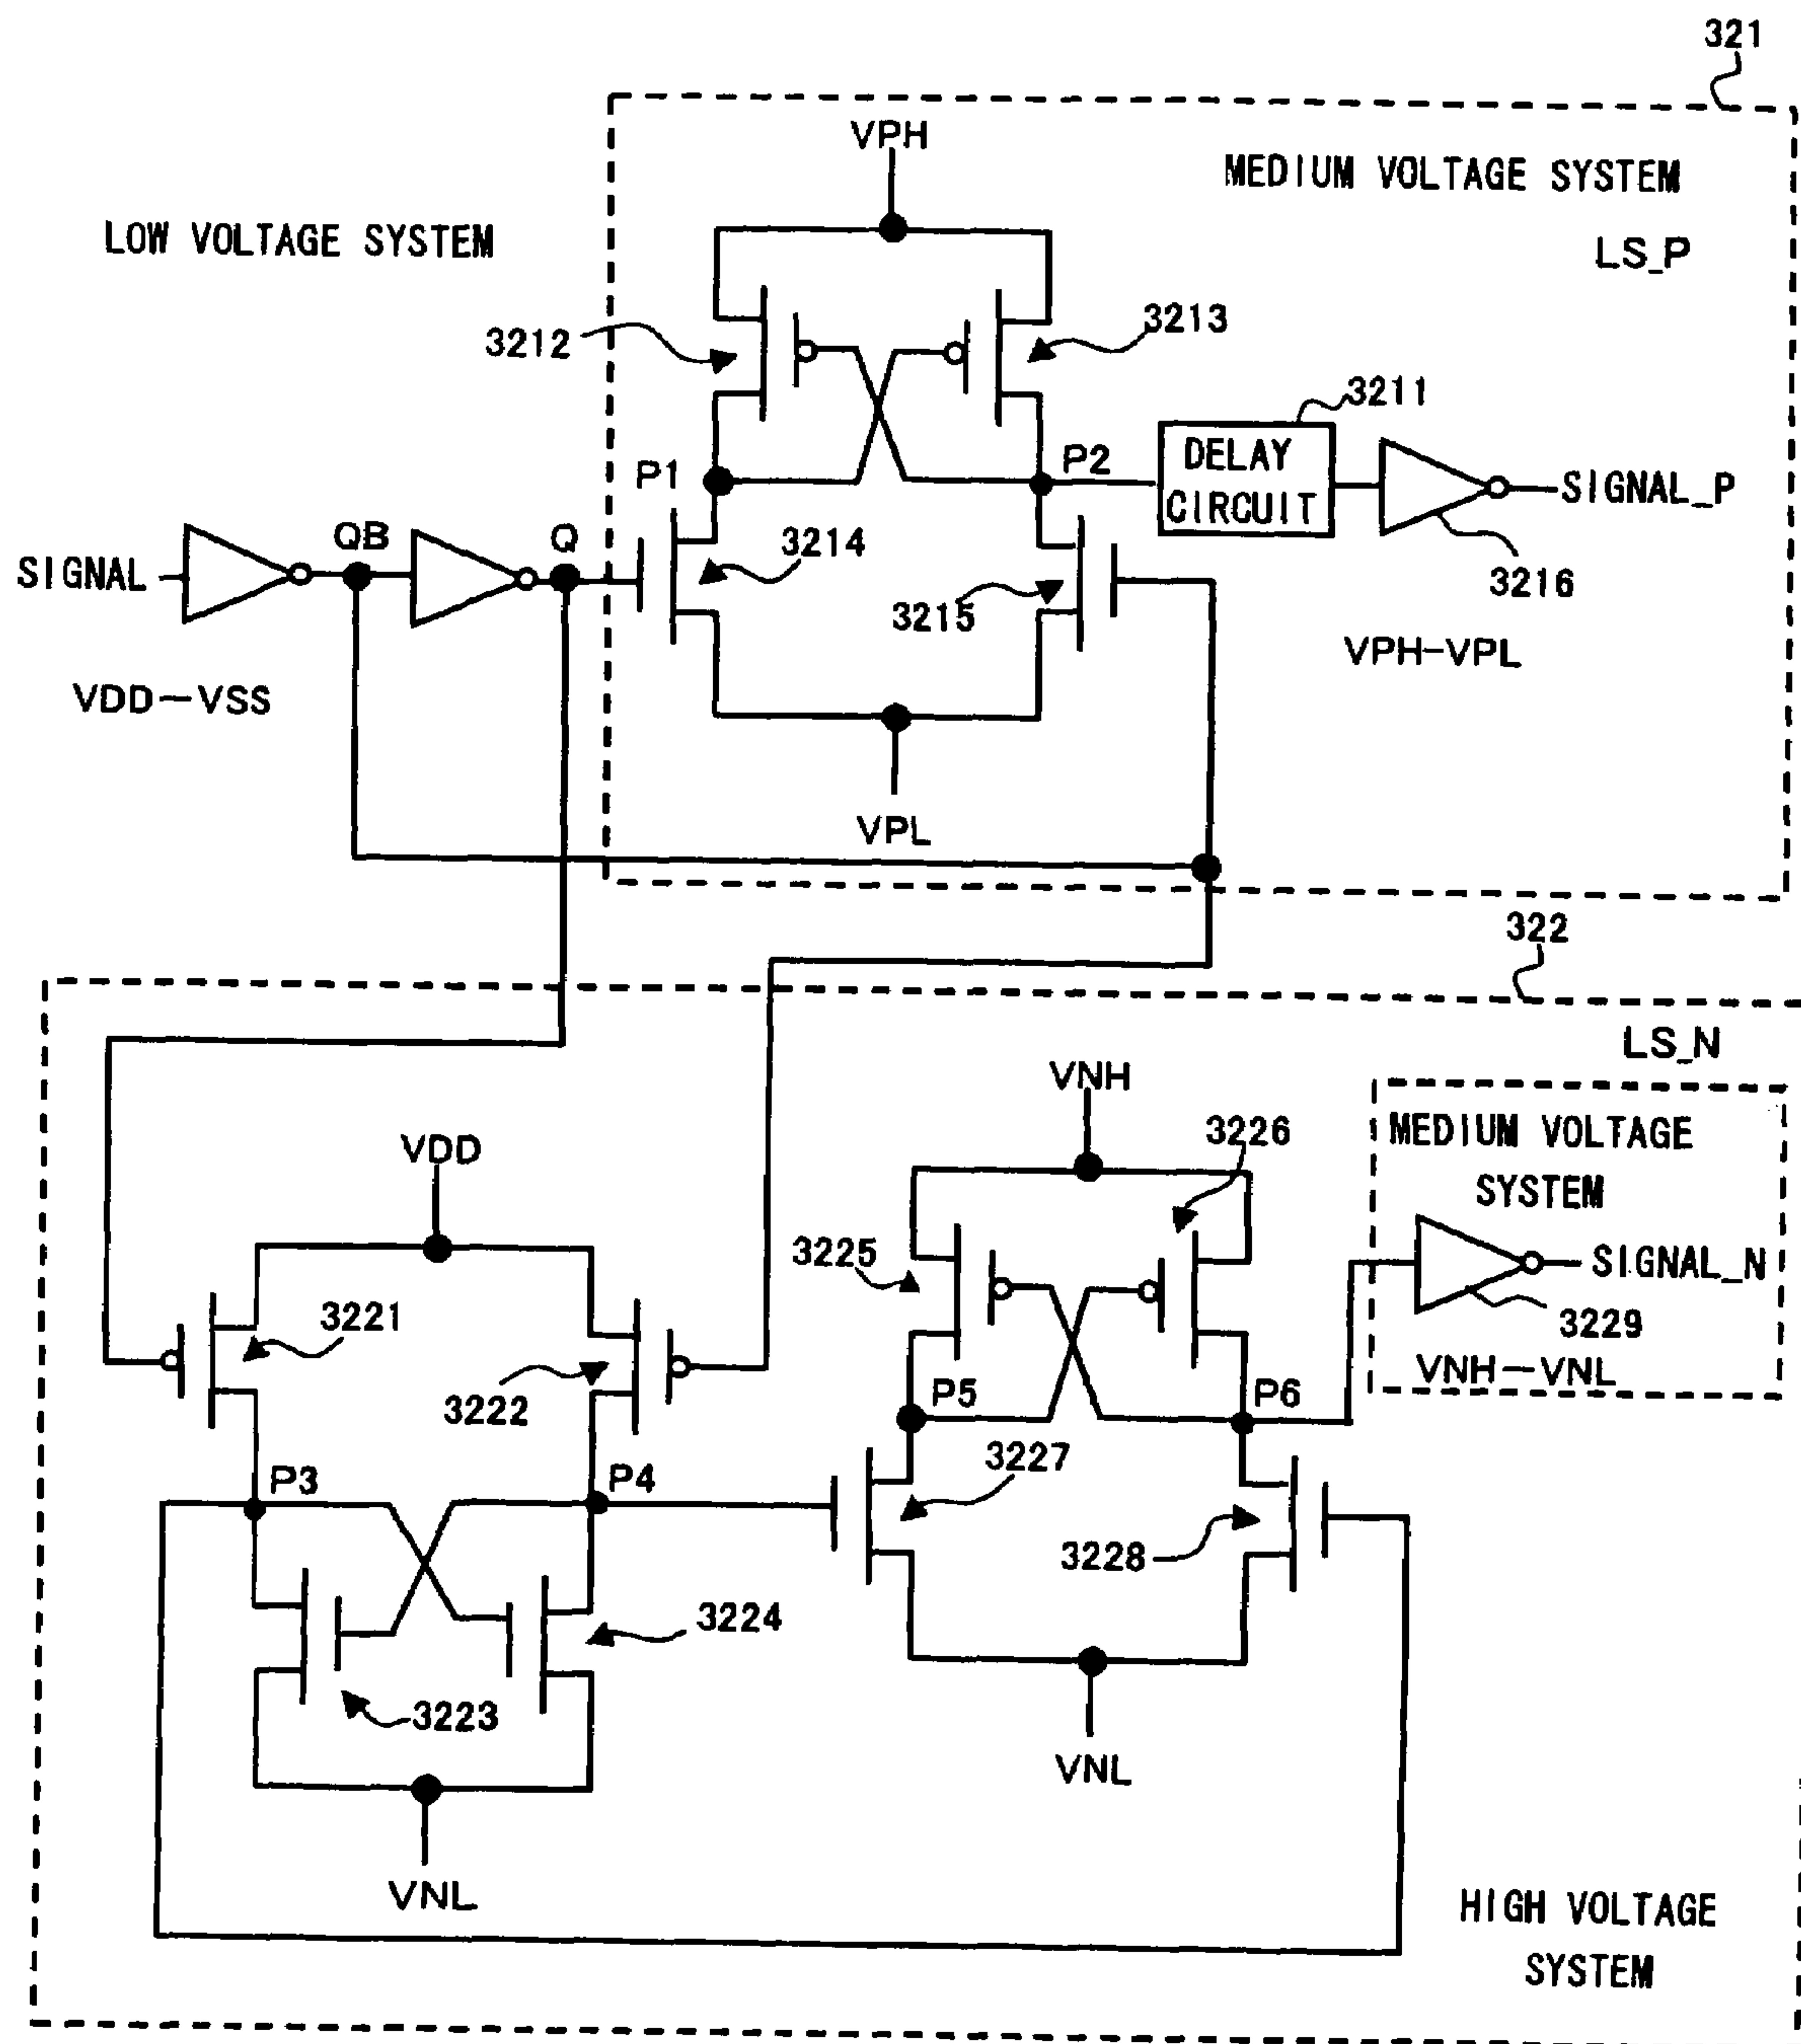 321
VPH
MEDIUM VOLTAGE SYSTEM
LOW VOLTAGE SYSTEM
LS_P
3212
3213
3211
P1
P2
DELAY
CIRCUIT
SIGNAL_P
QB
Q
3214
SIGNAL
3215
3216
VPH-VPL
VDD-VSS
VPL
322
LS_N
VNH
3226
MEDIUM VOLTAGE
SYSTEM
VDD
3225
SIGNAL_N
3221
3229
3222
P5
P6
VNH-VNL
P3
P4
3227
3228
3224
3223
VNL
VNL
HIGH VOLTAGE
SYSTEM